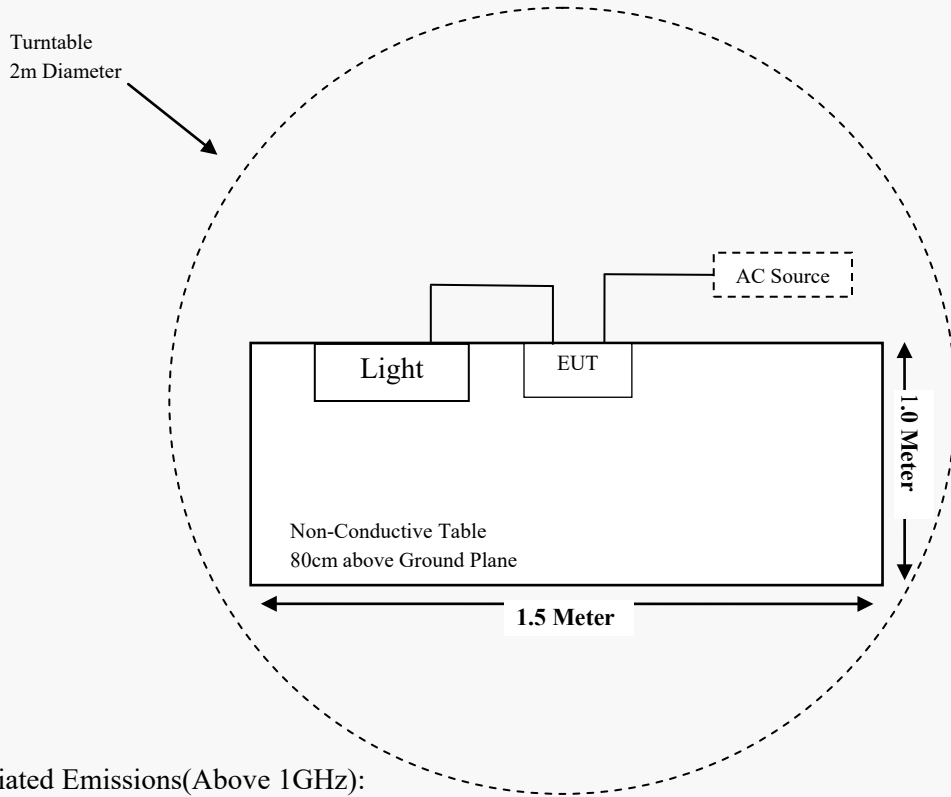 Turntable
2m Diameter
AC Source
Light
EUT
1.0 Meter
Non-Conductive Table
80cm above Ground Plane
1.5 Meter
iated Emissions(Above 1GHz):